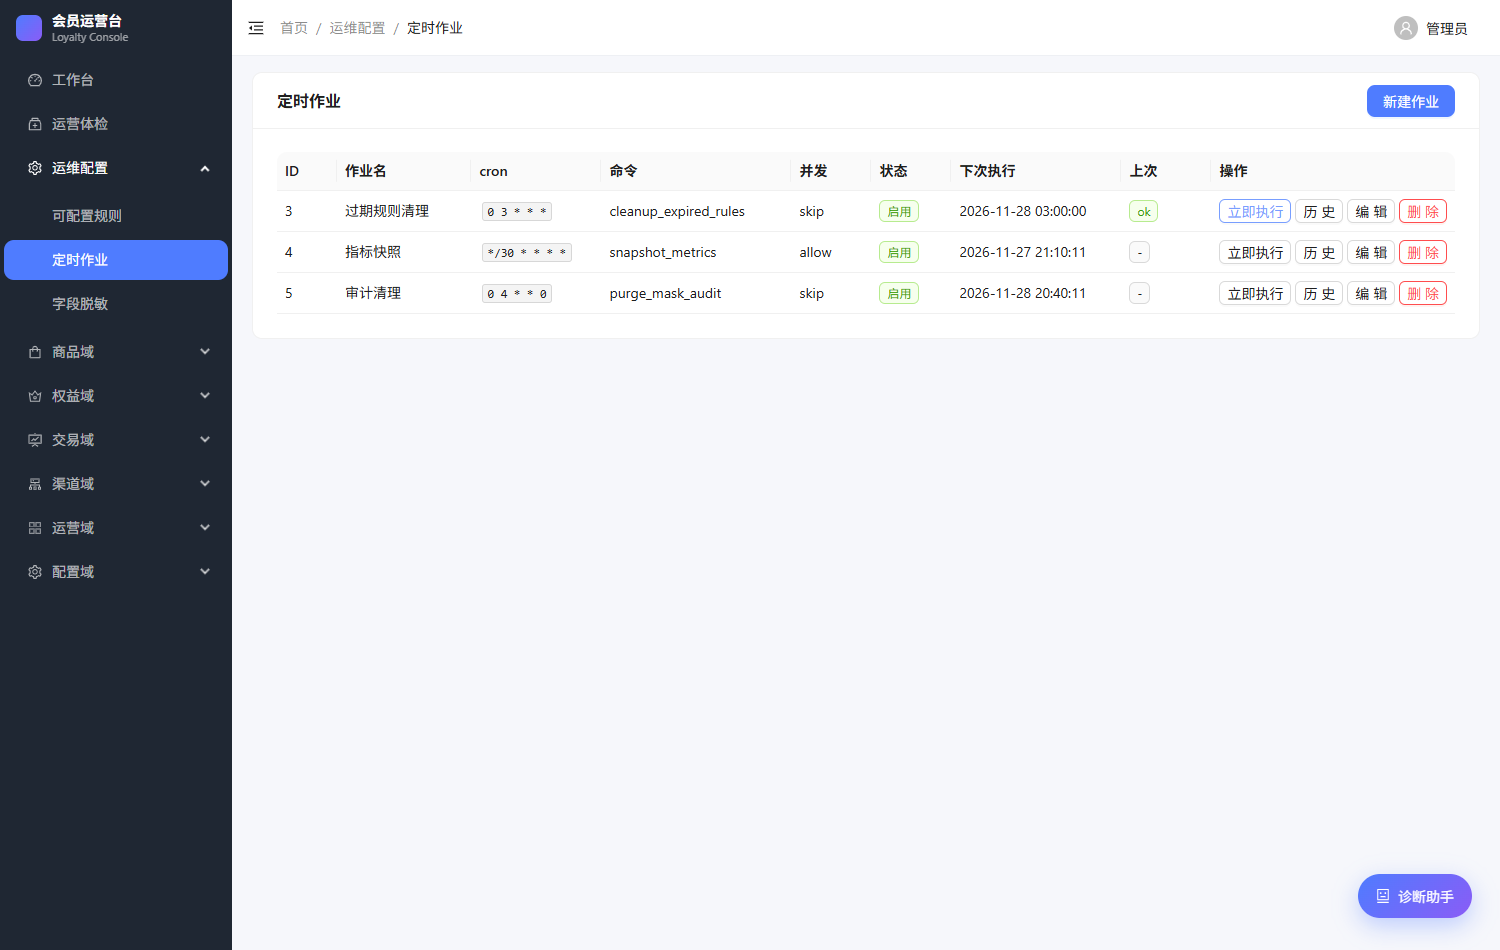 会员运营台
Loyalty Console
工作台
运营体检
运维配置
可配置规则
定时作业
字段脱敏
商品域
权益域
交易域
渠道域
运营域
配置域
首页 / 运维配置 / 定时作业
管理员
定时作业
新建作业
ID 作业名 cron 命令 并发 状态 下次执行 上次 操作
3 过期规则清理 0 3 * * * cleanup_expired_rules skip 启用 2026-11-28 03:00:00 ok 立即执行 历 史 编 辑 删 除
4 指标快照 */30 * * * * snapshot_metrics allow 启用 2026-11-27 21:10:11 - 立即执行 历 史 编 辑 删 除
5 审计清理 0 4 * * 0 purge_mask_audit skip 启用 2026-11-28 20:40:11 - 立即执行 历 史 编 辑 删 除
诊断助手